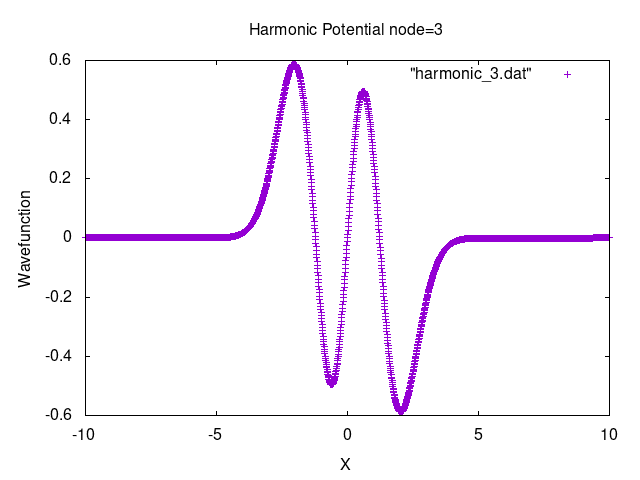 Harmonic Potential node=3
"harmonic_3.dat"
0.6
0.4
0.2
0
-0.2
-0.4
-0.6
Wavefunction
-10 -5 0 5 10
X